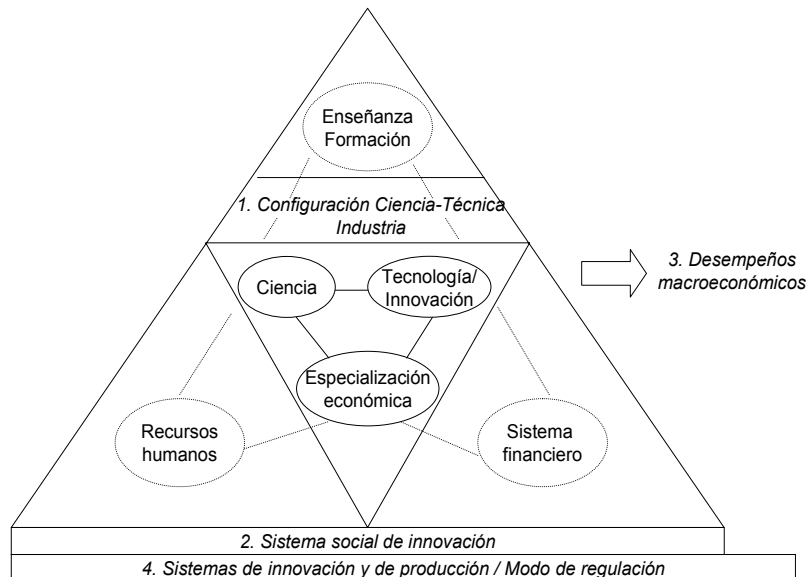 Enseñanza
Formación
1. Configuración Ciencia-Técnica
Industria
Ciencia
Tecnología/
Innovación
3. Desempeños
macroeconómicos
Especialización
económica
Recursos
humanos
Sistema
financiero
2. Sistema social de innovación
4. Sistemas de innovación y de producción / Modo de regulación